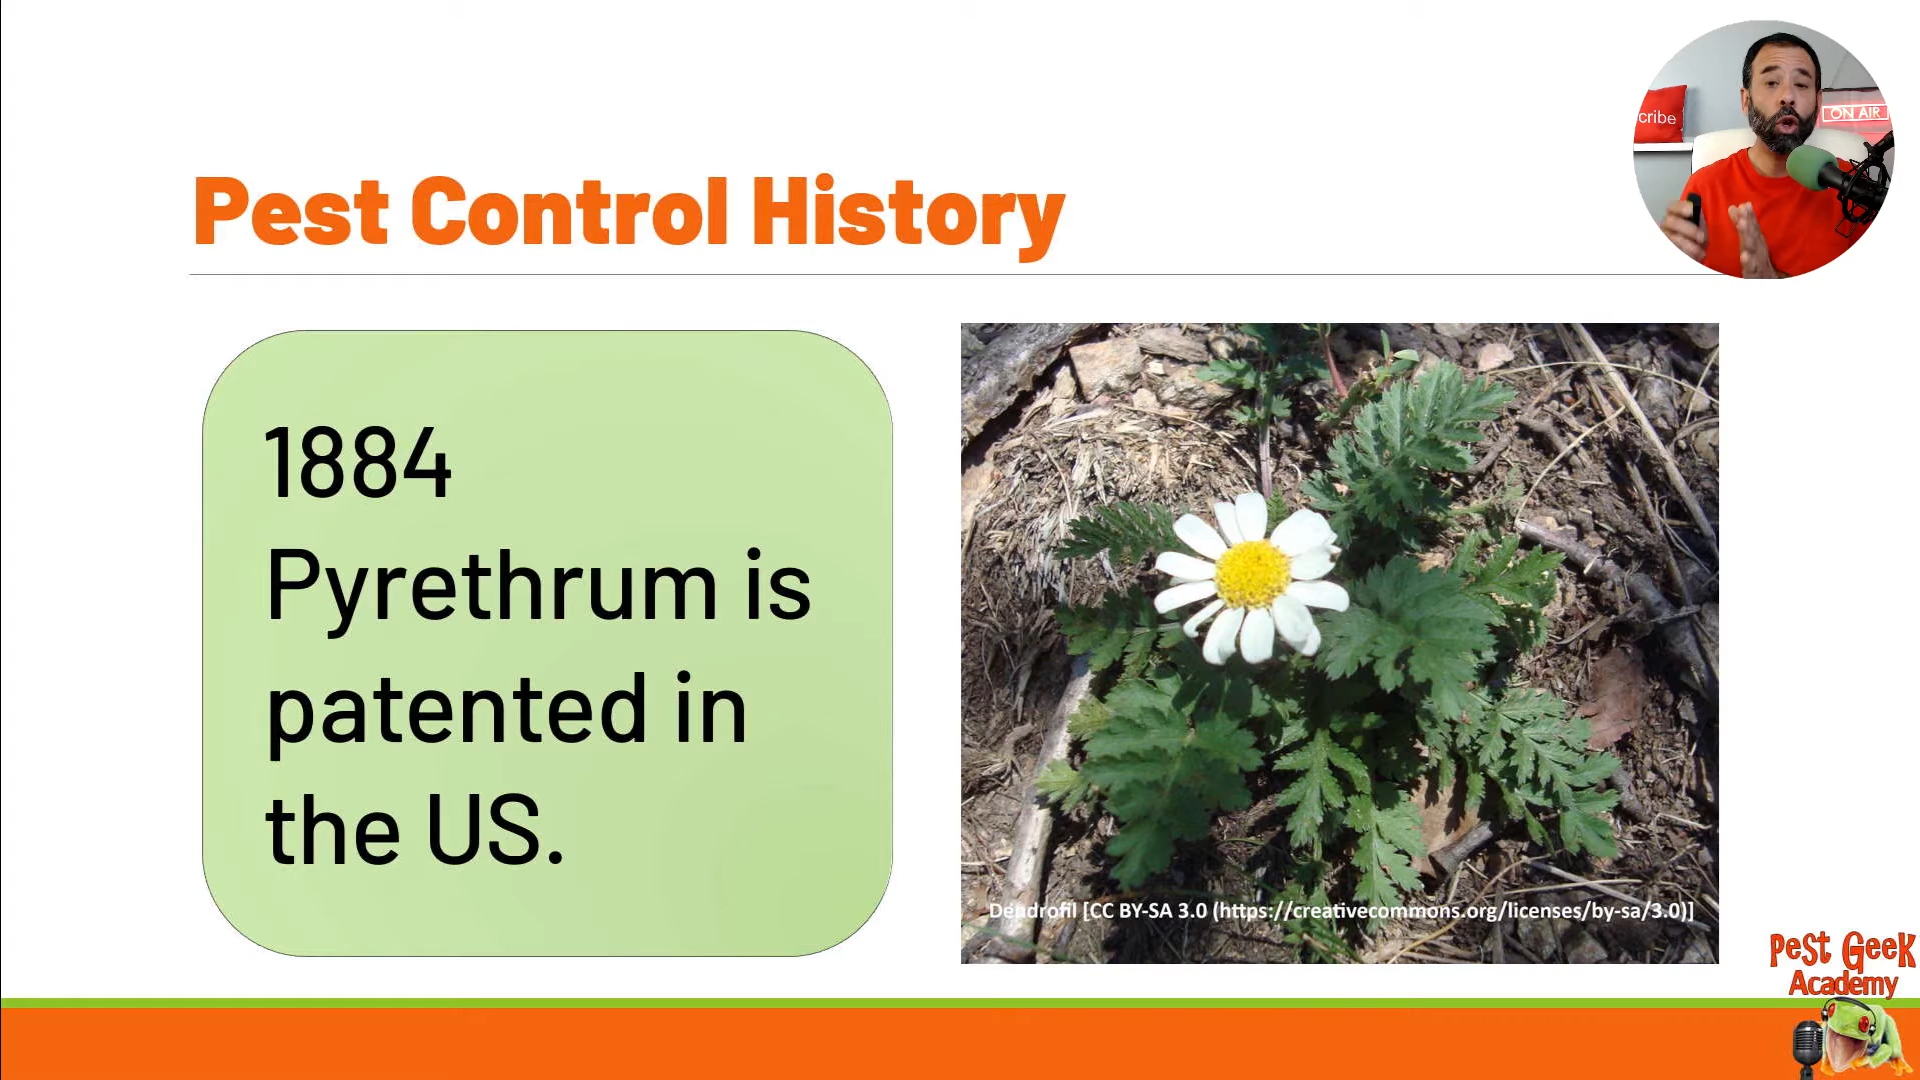 cribe
ON AIR
Pest Control History
1884
Pyrethrum is
patented in
the US.
Dendrofil [CC BY-SA 3.0 (https://creativecommons.org/licenses/by-sa/3.0)]
PeSt GeeK
Academy